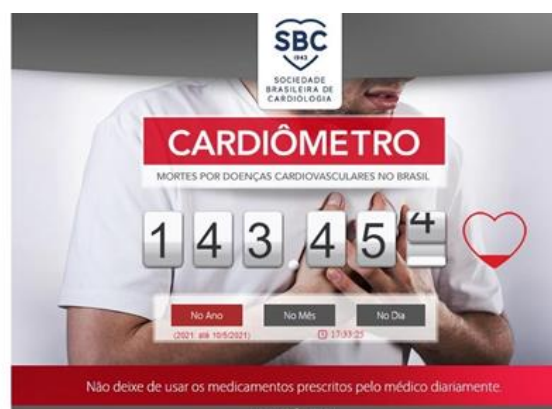 SBC
1943
SOCIEDADE
BRASILEIRA DE
CARDIOLOGIA
CARDIÔMETRO
MORTES POR DOENÇAS CARDIOVASCULARES NO BRASIL
143.454
No Ano No Mês No Dia
(2021: até 10/5/2021) 17:33:25
Não deixe de usar os medicamentos prescritos pelo médico diariamente.